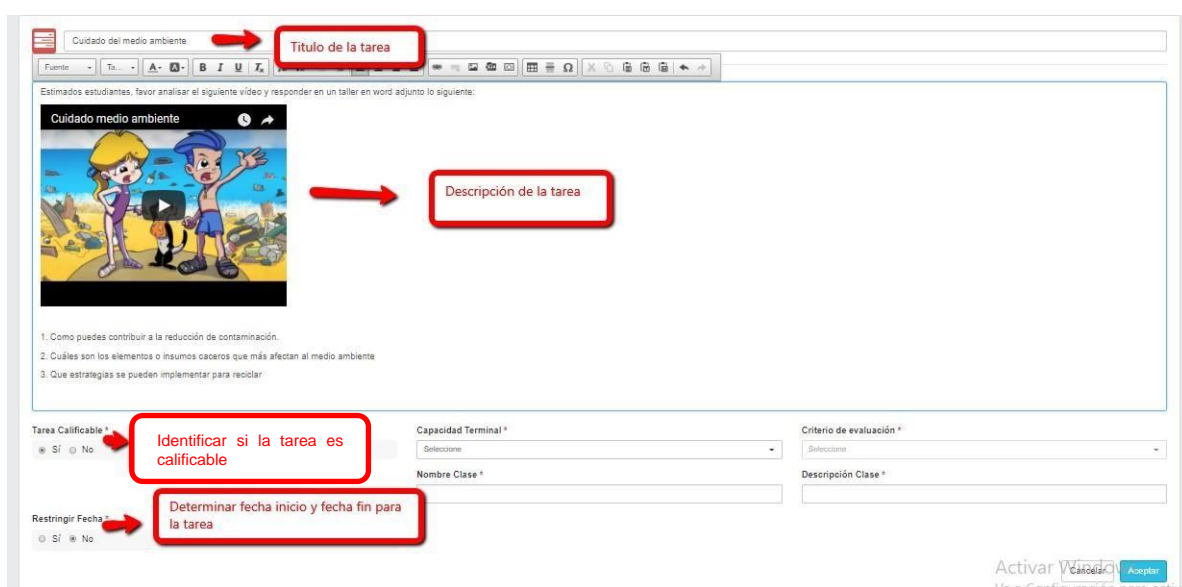 Cuidado del medio ambiente
Titulo de la tarea
Fuente
Ta...
A
A
B I U Tx
Ω
Estimados estudiantes, favor analisar el siguiente vídeo y responder en un taller en word adjunto lo siguiente:
Cuidado medio ambiente
Descripción de la tarea
1. Como puedes contribuir a la reducción de contaminación.
2. Cuáles son los elementos o insumos caceros que más afectan al medio ambiente
3. Que estrategias se pueden implementar para reciclar
Tarea Calificable *
Sí No
Identificar si la tarea es
calificable
Capacidad Terminal *
Seleccione
Criterio de evaluación *
Seleccione
Nombre Clase *
Descripción Clase *
Determinar fecha inicio y fecha fin para
la tarea
Restringir Fecha *
Sí No
Activar Window
Cancelar
Aceptar